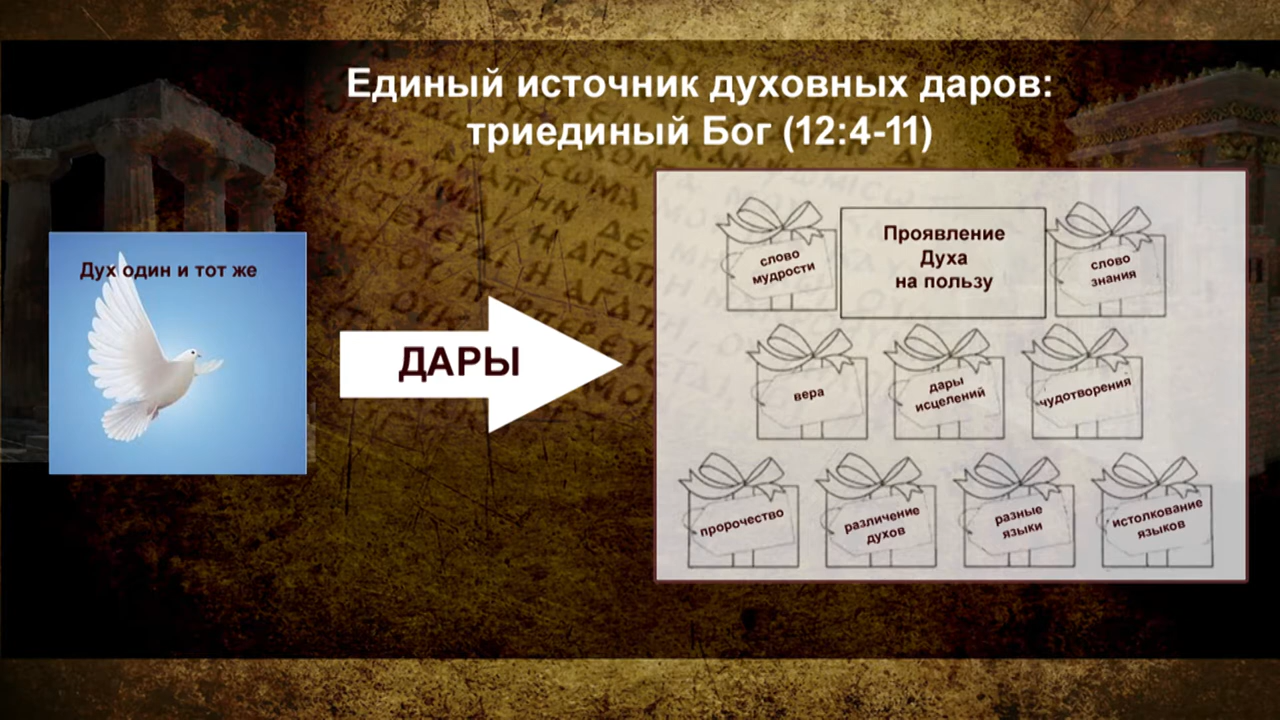 Единый источник духовных даров:
триединый Бог (12:4-11)
Дух один и тот же
ДАРЫ
слово
мудрости
Проявление
Духа
на пользу
слово
знания
вера
дары
исцелений
чудотворения
пророчество
различение
духов
разные
языки
истолкование
языков